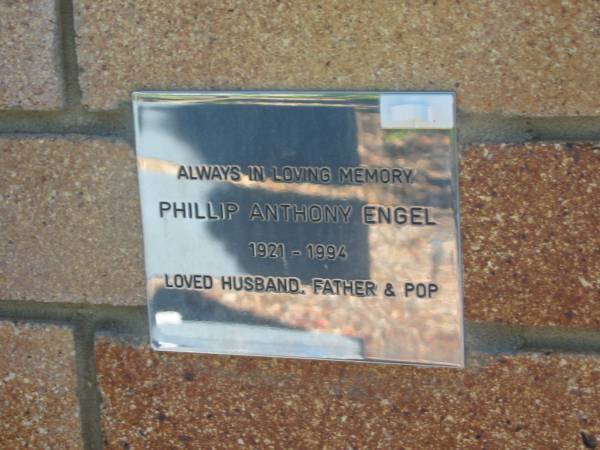 ALWAYS IN LOVING MEMORY
PHILLIP ANTHONY ENGEL
1921 - 1994
LOVED HUSBAND, FATHER & POP